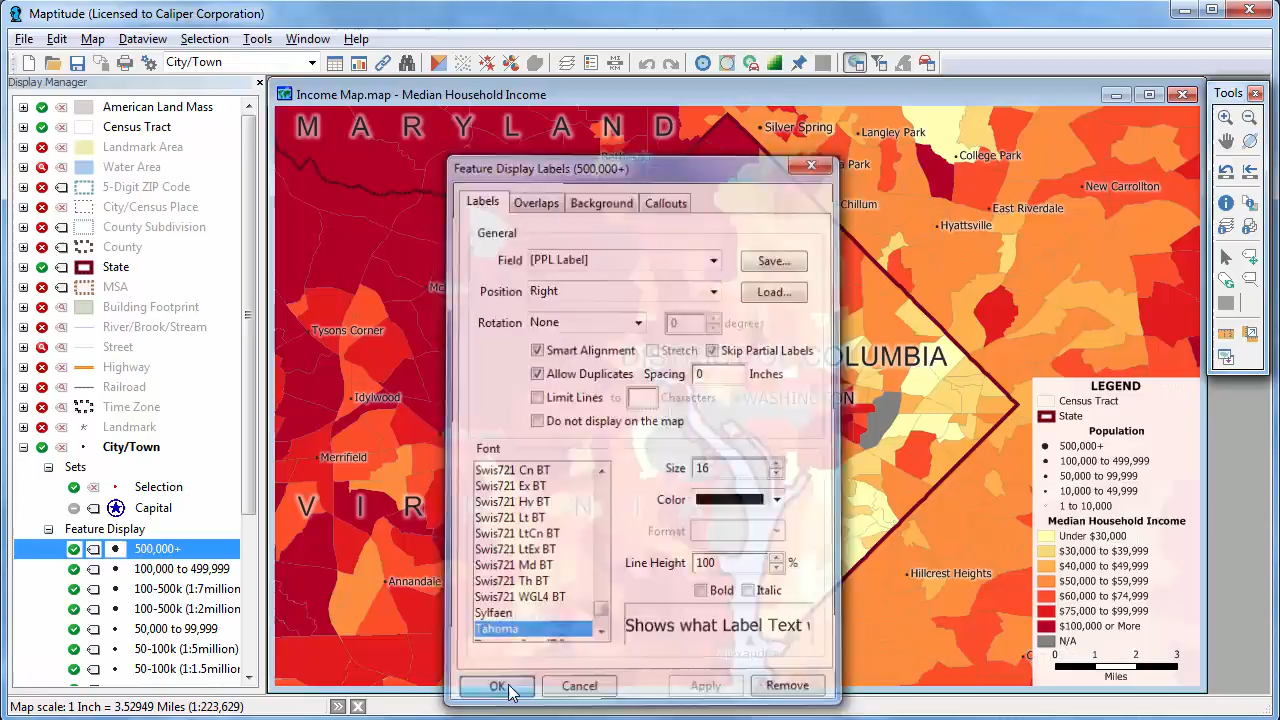 Maptitude (Licensed to Caliper Corporation)
File Edit Map Dataview Selection Tools Window Help
City/Town
Display Manager
American Land Mass
Census Tract
Landmark Area
Water Area
5-Digit ZIP Code
City/Census Place
County Subdivision
County
State
MSA
Building Footprint
River/Brook/Stream
Street
Highway
Railroad
Time Zone
Landmark
City/Town
Sets
Selection
Capital
Feature Display
500,000+
100,000 to 499,999
100-500k (1:7million
100-500k (1:2million
50,000 to 99,999
50-100k (1:5million)
50-100k (1:1.5million
Map scale: 1 Inch = 3.5296 Miles (1:223,629)
Income Map.map - Median Household Income
MARYLAND
Silver Spring
Langley Park
College Park
Park
New Carrollton
Chillum
East Riverdale
Hyattsville
Tysons Corner
Idylwood
Merrifield
Annandale
COLUMBIA
WASHINGTON
Hillcrest Heights
Alexandria
Feature Display Labels (500,000+)
Labels Overlaps Background Callouts
General
Field [PPL Label] Save...
Position Right Load...
Rotation None 0 degrees
Smart Alignment Stretch Skip Partial Labels
Allow Duplicates Spacing 0 Inches
Limit Lines to Characters
Do not display on the map
Font
Swis721 Cn BT
Swis721 Ex BT
Swis721 Hv BT
Swis721 Lt BT
Swis721 LtCn BT
Swis721 LtEx BT
Swis721 Md BT
Swis721 Th BT
Swis721 WGL4 BT
Sylfaen
Tahoma
Size 16
Color
Format
Line Height 100 %
Bold Italic
Shows what Label Text
OK Cancel Apply Remove
LEGEND
Census Tract
State
Population
500,000+
100,000 to 499,999
50,000 to 99,999
10,000 to 49,999
1 to 10,000
Median Household Income
Under $30,000
$30,000 to $39,999
$40,000 to $49,999
$50,000 to $59,999
$60,000 to $74,999
$75,000 to $99,999
$100,000 or More
N/A
0 1 2 3
Miles
Tools